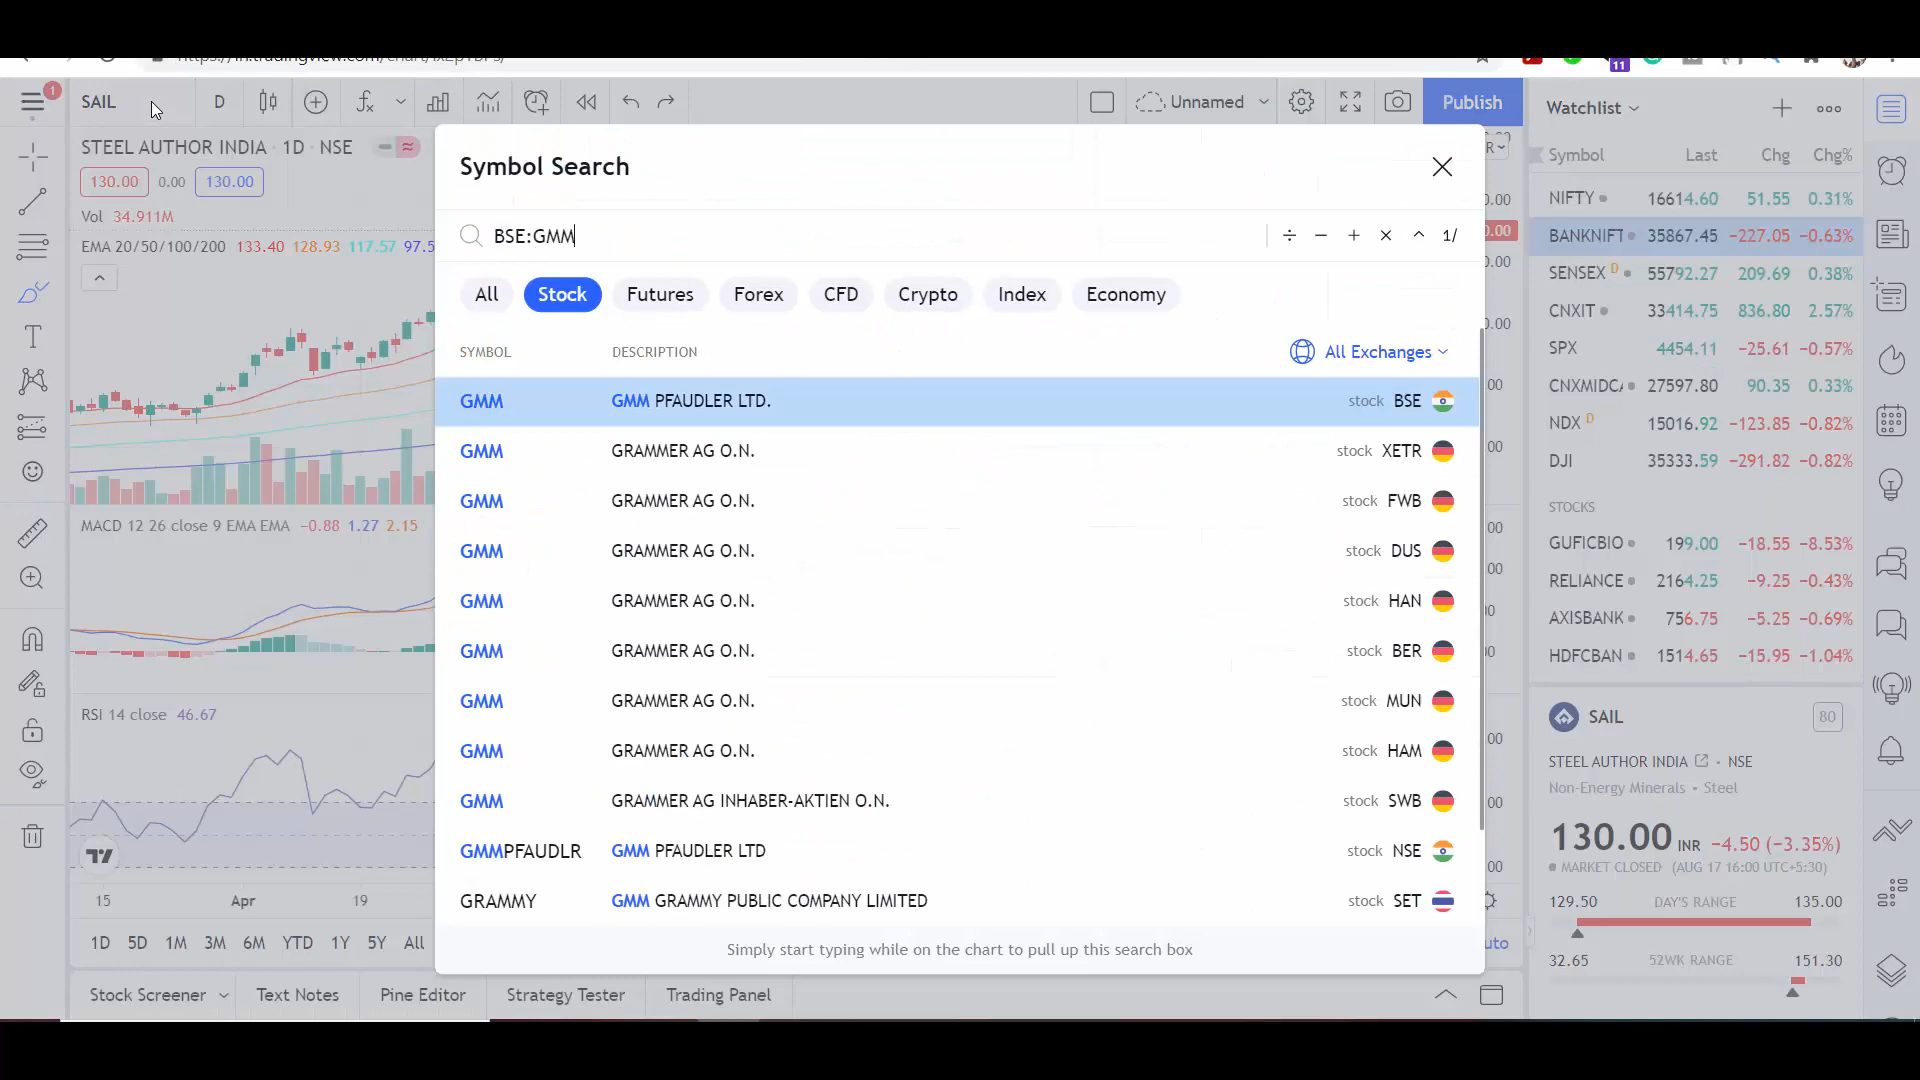 11
1
SAIL
D
Unnamed
Publish
Watchlist
STEEL AUTHOR INDIA · 1D · NSE
130.00 0.00 130.00
Vol 34.911M
EMA 20/50/100/200 133.40 128.93 117.57 97.5
Symbol Search
BSE:GMM
1/
All Stock Futures Forex CFD Crypto Index Economy
SYMBOL DESCRIPTION All Exchanges
GMM GMM PFAUDLER LTD. stock BSE
GMM GRAMMER AG O.N. stock XETR
GMM GRAMMER AG O.N. stock FWB
GMM GRAMMER AG O.N. stock DUS
GMM GRAMMER AG O.N. stock HAN
GMM GRAMMER AG O.N. stock BER
GMM GRAMMER AG O.N. stock MUN
GMM GRAMMER AG O.N. stock HAM
GMM GRAMMER AG INHABER-AKTIEN O.N. stock SWB
GMMPFAUDLR GMM PFAUDLER LTD stock NSE
GRAMMY GMM GRAMMY PUBLIC COMPANY LIMITED stock SET
Simply start typing while on the chart to pull up this search box
MACD 12 26 close 9 EMA EMA −0.88 1.27 2.15
RSI 14 close 46.67
15 Apr 19
1D 5D 1M 3M 6M YTD 1Y 5Y All
uto
Stock Screener Text Notes Pine Editor Strategy Tester Trading Panel
Symbol Last Chg Chg%
NIFTY 16614.60 51.55 0.31%
BANKNIFT 35867.45 −227.05 −0.63%
SENSEX D 55792.27 209.69 0.38%
CNXIT 33414.75 836.80 2.57%
SPX 4454.11 −25.61 −0.57%
CNXMIDC 27597.80 90.35 0.33%
NDX D 15016.92 −123.85 −0.82%
DJI 35333.59 −291.82 −0.82%
STOCKS
GUFICBIO 199.00 −18.55 −8.53%
RELIANCE 2164.25 −9.25 −0.43%
AXISBANK 756.75 −5.25 −0.69%
HDFCBAN 1514.65 −15.95 −1.04%
SAIL 80
STEEL AUTHOR INDIA · NSE
Non-Energy Minerals • Steel
130.00 INR −4.50 (−3.35%)
MARKET CLOSED (AUG 17 16:00 UTC+5:30)
129.50 DAY'S RANGE 135.00
32.65 52WK RANGE 151.30